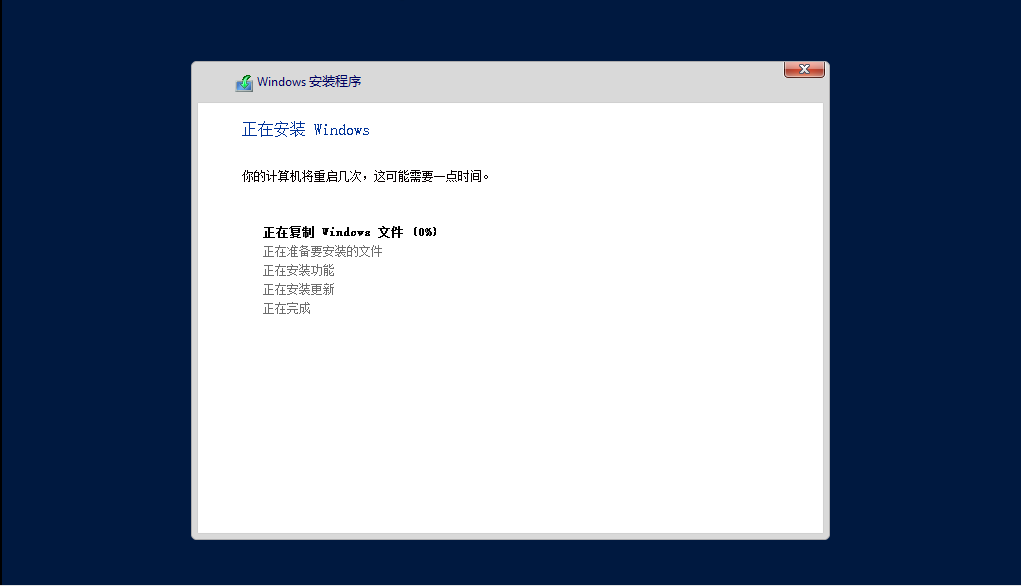 Windows 安装程序
正在安装 Windows
你的计算机将重启几次，这可能需要一点时间。
正在复制 Windows 文件 (0%)
正在准备要安装的文件
正在安装功能
正在安装更新
正在完成